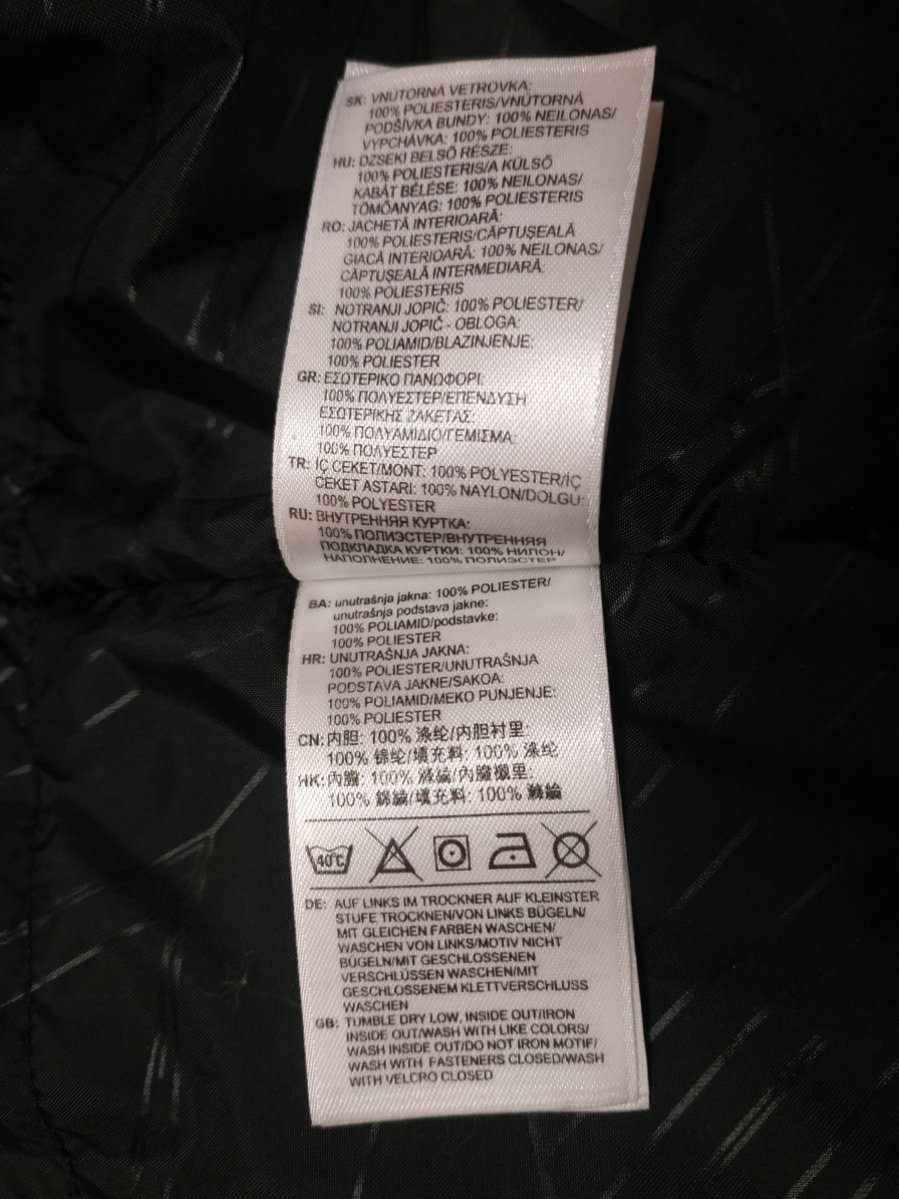 SK: VNÚTORNÁ VETROVKA:
100% POLIESTERIS/VNÚTORNÁ
PODŠÍVKA BUNDY: 100% NEILONAS/
VYPCHÁVKA: 100% POLIESTERIS
HU: DZSEKI BELSŐ RÉSZE:
100% POLIESTERIS/A KÜLSŐ
KABÁT BÉLÉSE: 100% NEILONAS/
TÖMŐANYAG: 100% POLIESTERIS
RO: JACHETĂ INTERIOARĂ:
100% POLIESTERIS/CĂPTUȘEALĂ
GIACĂ INTERIOARĂ: 100% NEILONAS/
CĂPTUȘEALĂ INTERMEDIARĂ:
100% POLIESTERIS
SI: NOTRANJI JOPIČ: 100% POLIESTER/
NOTRANJI JOPIČ - OBLOGA:
100% POLIAMID/BLAZINJENJE:
100% POLIESTER
GR: ΕΣΩΤΕΡΙΚΟ ΠΑΝΩΦΟΡΙ:
100% ΠΟΛΥΕΣΤΕΡ/ΕΠΕΝΔΥΣΗ
ΕΣΩΤΕΡΙΚΗΣ ΖΑΚΕΤΑΣ:
100% ΠΟΛΥΑΜΙΔΙΟ/ΓΕΜΙΣΜΑ:
100% ΠΟΛΥΕΣΤΕΡ
TR: İÇ CEKET/MONT: 100% POLYESTER/İÇ
CEKET ASTARI: 100% NAYLON/DOLGU:
100% POLYESTER
RU: ВНУТРЕННЯЯ КУРТКА:
100% ПОЛИЭСТЕР/ВНУТРЕННЯЯ
ПОДКЛАДКА КУРТКИ: 100% НИЛОН/
НАПОЛНЕНИЕ: 100% ПОЛИЭСТЕР
BA: unutrašnja jakna: 100% POLIESTER/
unutrašnja podstava jakne:
100% POLIAMID/podstavke:
100% POLIESTER
HR: UNUTRAŠNJA JAKNA:
100% POLIESTER/UNUTRAŠNJA
PODSTAVA JAKNE/SAKOA:
100% POLIAMID/MEKO PUNJENJE:
100% POLIESTER
CN: 内胆: 100% 涤纶/内胆衬里:
100% 锦纶/填充料: 100% 涤纶
HK: 内膽: 100% 滌綸/內膽襯里:
100% 錦綸/填充料: 100% 滌綸
40°C
DE: AUF LINKS IM TROCKNER AUF KLEINSTER
STUFE TROCKNEN/VON LINKS BÜGELN/
MIT GLEICHEN FARBEN WASCHEN/
WASCHEN VON LINKS/MOTIV NICHT
BÜGELN/MIT GESCHLOSSENEN
VERSCHLÜSSEN WASCHEN/MIT
GESCHLOSSENEM KLETTVERSCHLUSS
WASCHEN
GB: TUMBLE DRY LOW, INSIDE OUT/IRON
INSIDE OUT/WASH WITH LIKE COLORS/
WASH INSIDE OUT/DO NOT IRON MOTIF/
WASH WITH FASTENERS CLOSED/WASH
WITH VELCRO CLOSED